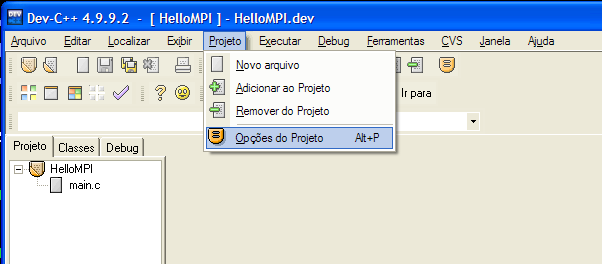 Dev-C++ 4.9.9.2 - [ HelloMPI ] - HelloMPI.dev
Arquivo Editar Localizar Exibir Projeto Executar Debug Ferramentas CVS Janela Ajuda
Novo arquivo
Adicionar ao Projeto
Ir para
Remover do Projeto
Opções do Projeto Alt+P
Projeto Classes Debug
HelloMPI
main.c